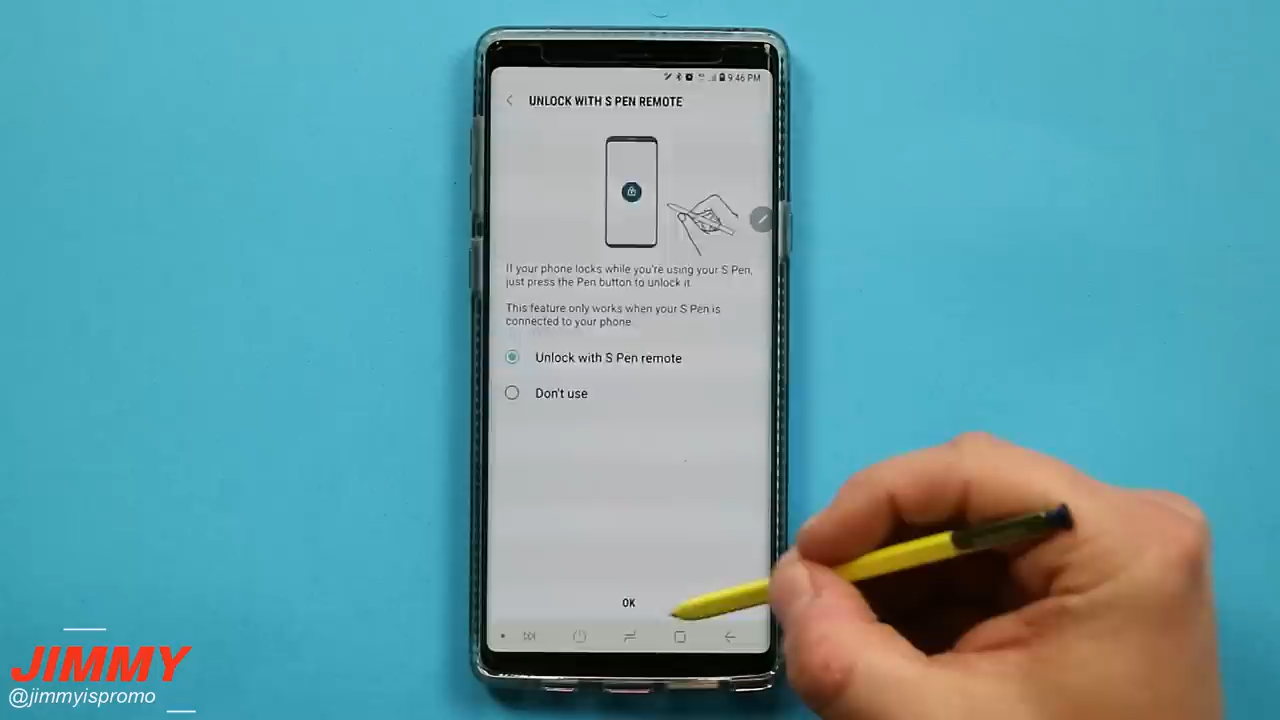 9:46 PM
UNLOCK WITH S PEN REMOTE
If your phone locks while you're using your S Pen,
just press the Pen button to unlock it.
This feature only works when your S Pen is
connected to your phone.
Unlock with S Pen remote
Don't use
OK
JIMMY
@jimmyispromo